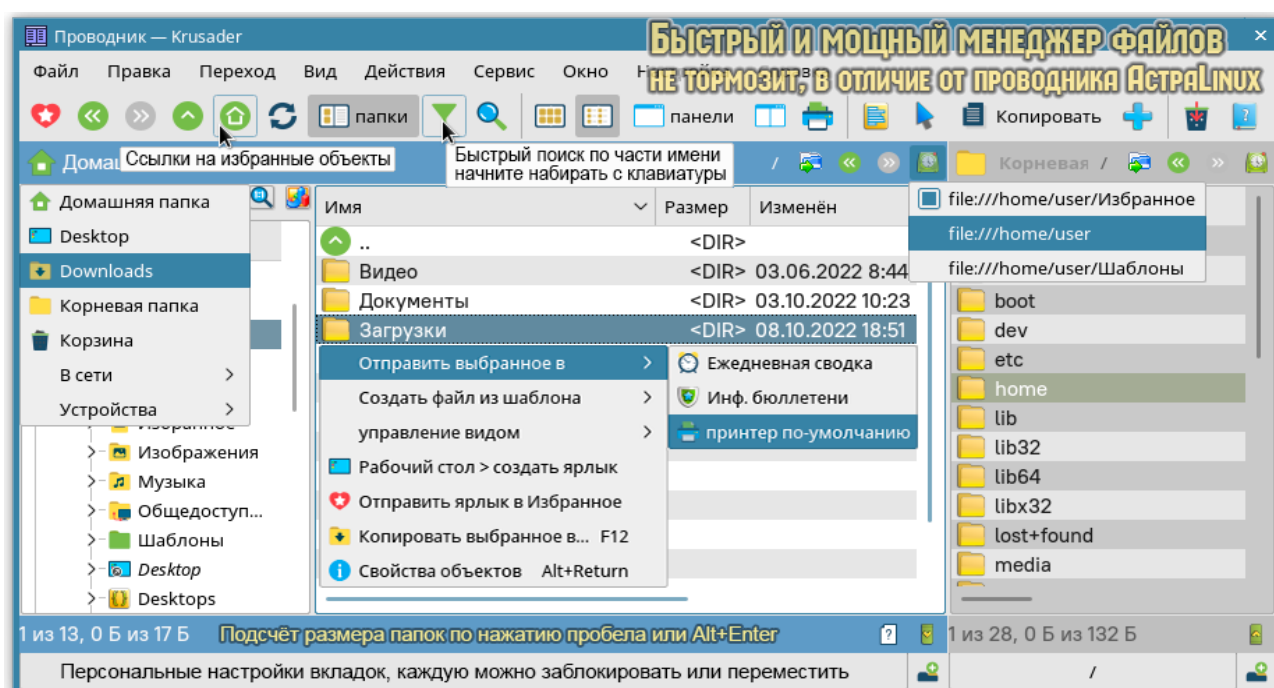 Проводник — Krusader
Быстрый и мощный менеджер файлов
не тормозит, в отличие от проводника AстраLinux
Файл Правка Переход Вид Действия Сервис Окно
папки панели Копировать
Ссылки на избранные объекты
Быстрый поиск по части имени
начните набирать с клавиатуры
/
Корневая /
Домашняя папка
Desktop
Downloads
Корневая папка
Корзина
В сети
Устройства
Изображения
Музыка
Общедоступ...
Шаблоны
Desktop
Desktops
Имя Размер Изменён
.. <DIR>
Видео <DIR> 03.06.2022 8:44
Документы <DIR> 03.10.2022 10:23
Загрузки <DIR> 08.10.2022 18:51
Отправить выбранное в
Создать файл из шаблона
управление видом
Рабочий стол > создать ярлык
Отправить ярлык в Избранное
Копировать выбранное в... F12
Свойства объектов Alt+Return
Ежедневная сводка
Инф. бюллетени
принтер по-умолчанию
file:///home/user/Избранное
file:///home/user
file:///home/user/Шаблоны
boot
dev
etc
home
lib
lib32
lib64
libx32
lost+found
media
1 из 13, 0 Б из 17 Б
Подсчёт размера папок по нажатию пробела или Alt+Enter
1 из 28, 0 Б из 132 Б
Персональные настройки вкладок, каждую можно заблокировать или переместить
/